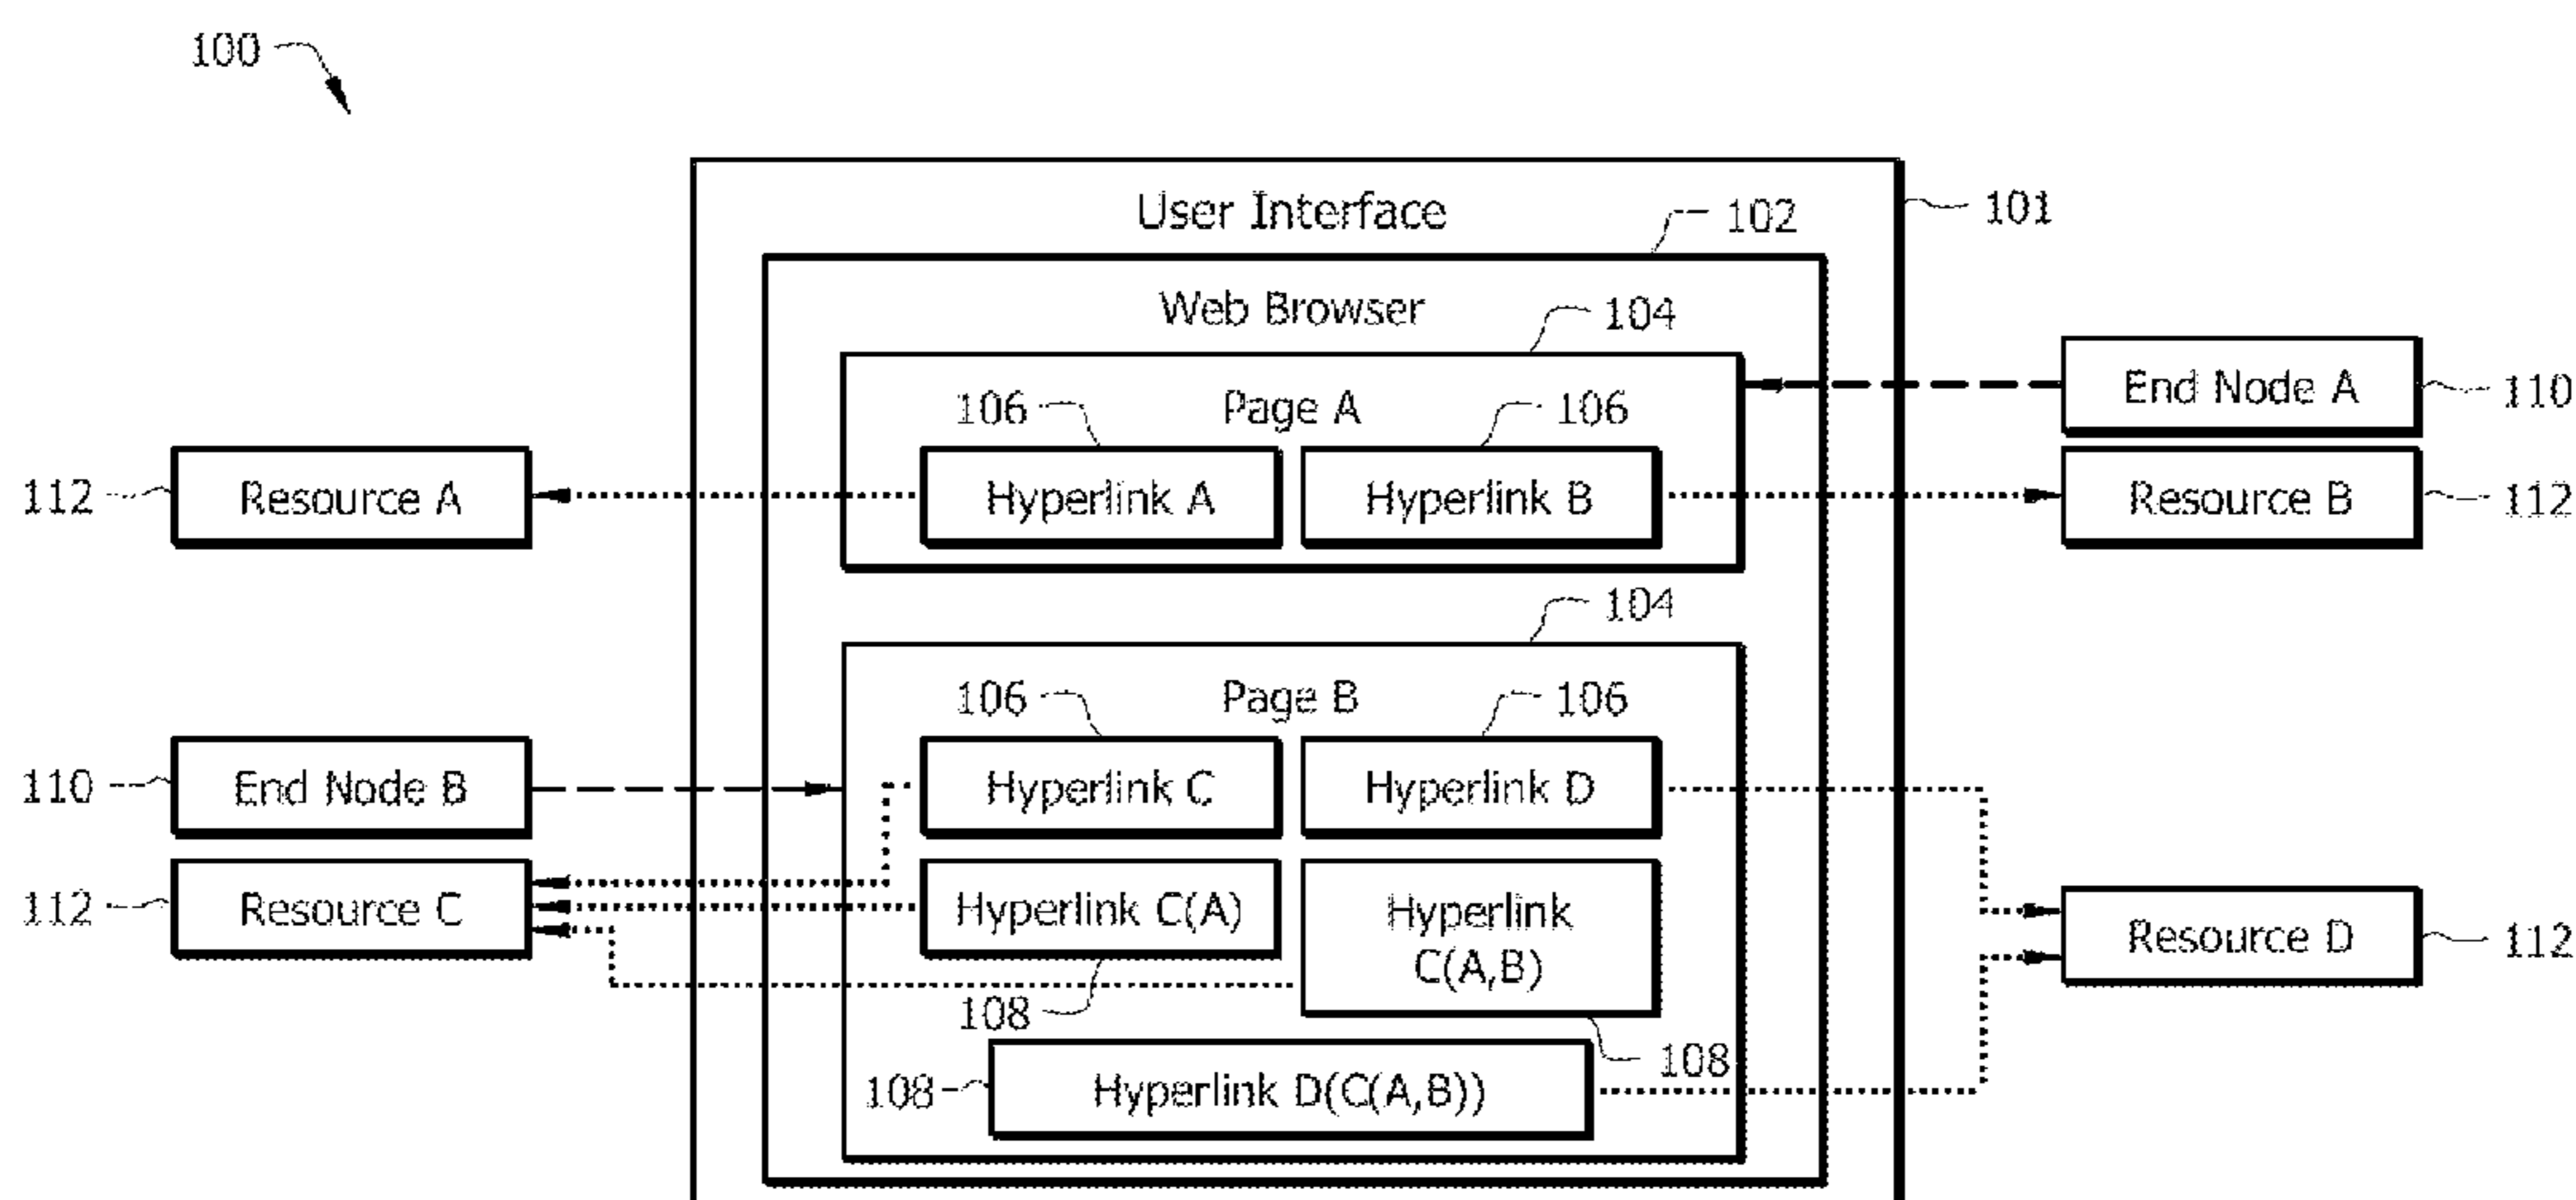 100
User Interface
101
102
Web Browser
104
End Node A
110
106
Page A
106
112
Resource A
Hyperlink A
Hyperlink B
Resource B
112
104
106
Page B
106
110
End Node B
Hyperlink C
Hyperlink D
112
Resource C
Hyperlink C(A)
Hyperlink
C(A,B)
Resource D
112
108
108
108
Hyperlink D(C(A,B))